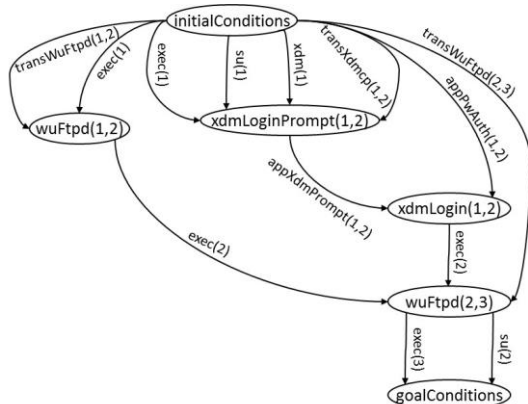 initialConditions
transWuFtpd(1,2)
exec(1)
exec(1)
su(1)
xdm(1)
transXdmcp(1,2)
appPwAuth(1,2)
transWuFtpd(2,3)
wuFtpd(1,2)
xdmLoginPrompt(1,2)
appXdmPrompt(1,2)
xdmLogin(1,2)
exec(2)
exec(2)
wuFtpd(2,3)
exec(3)
su(2)
goalConditions